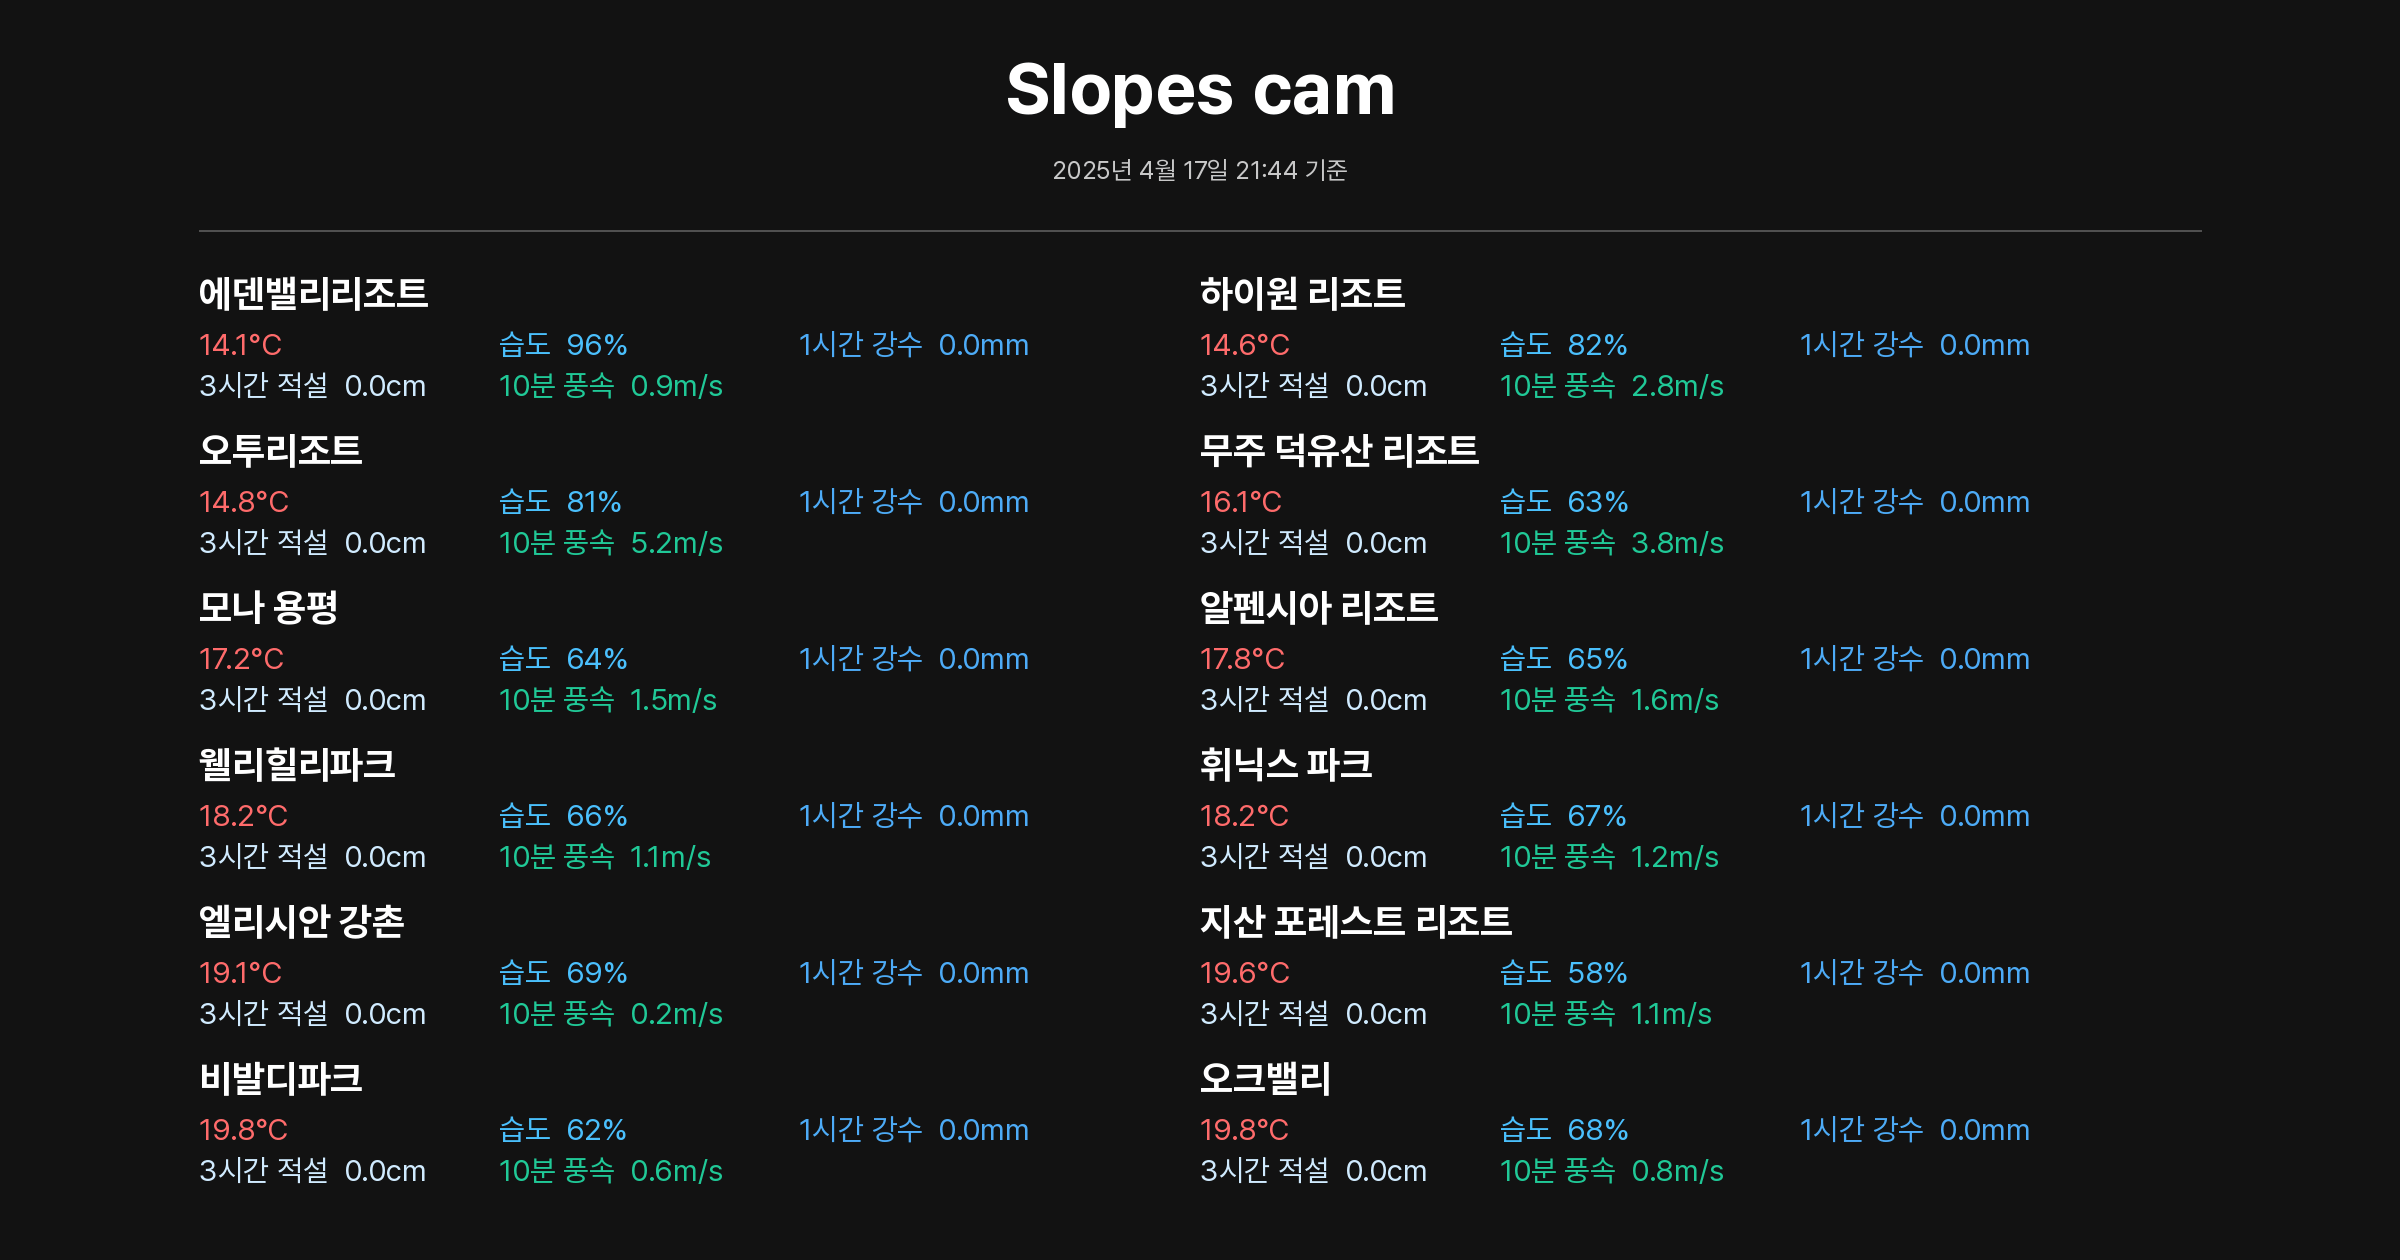 Slopes cam
2025년 4월 17일 21:44 기준
에덴밸리리조트
14.1°C 습도 96% 1시간 강수 0.0mm
3시간 적설 0.0cm 10분 풍속 0.9m/s
하이원 리조트
14.6°C 습도 82% 1시간 강수 0.0mm
3시간 적설 0.0cm 10분 풍속 2.8m/s
오투리조트
14.8°C 습도 81% 1시간 강수 0.0mm
3시간 적설 0.0cm 10분 풍속 5.2m/s
무주 덕유산 리조트
16.1°C 습도 63% 1시간 강수 0.0mm
3시간 적설 0.0cm 10분 풍속 3.8m/s
모나 용평
17.2°C 습도 64% 1시간 강수 0.0mm
3시간 적설 0.0cm 10분 풍속 1.5m/s
알펜시아 리조트
17.8°C 습도 65% 1시간 강수 0.0mm
3시간 적설 0.0cm 10분 풍속 1.6m/s
웰리힐리파크
18.2°C 습도 66% 1시간 강수 0.0mm
3시간 적설 0.0cm 10분 풍속 1.1m/s
휘닉스 파크
18.2°C 습도 67% 1시간 강수 0.0mm
3시간 적설 0.0cm 10분 풍속 1.2m/s
엘리시안 강촌
19.1°C 습도 69% 1시간 강수 0.0mm
3시간 적설 0.0cm 10분 풍속 0.2m/s
지산 포레스트 리조트
19.6°C 습도 58% 1시간 강수 0.0mm
3시간 적설 0.0cm 10분 풍속 1.1m/s
비발디파크
19.8°C 습도 62% 1시간 강수 0.0mm
3시간 적설 0.0cm 10분 풍속 0.6m/s
오크밸리
19.8°C 습도 68% 1시간 강수 0.0mm
3시간 적설 0.0cm 10분 풍속 0.8m/s